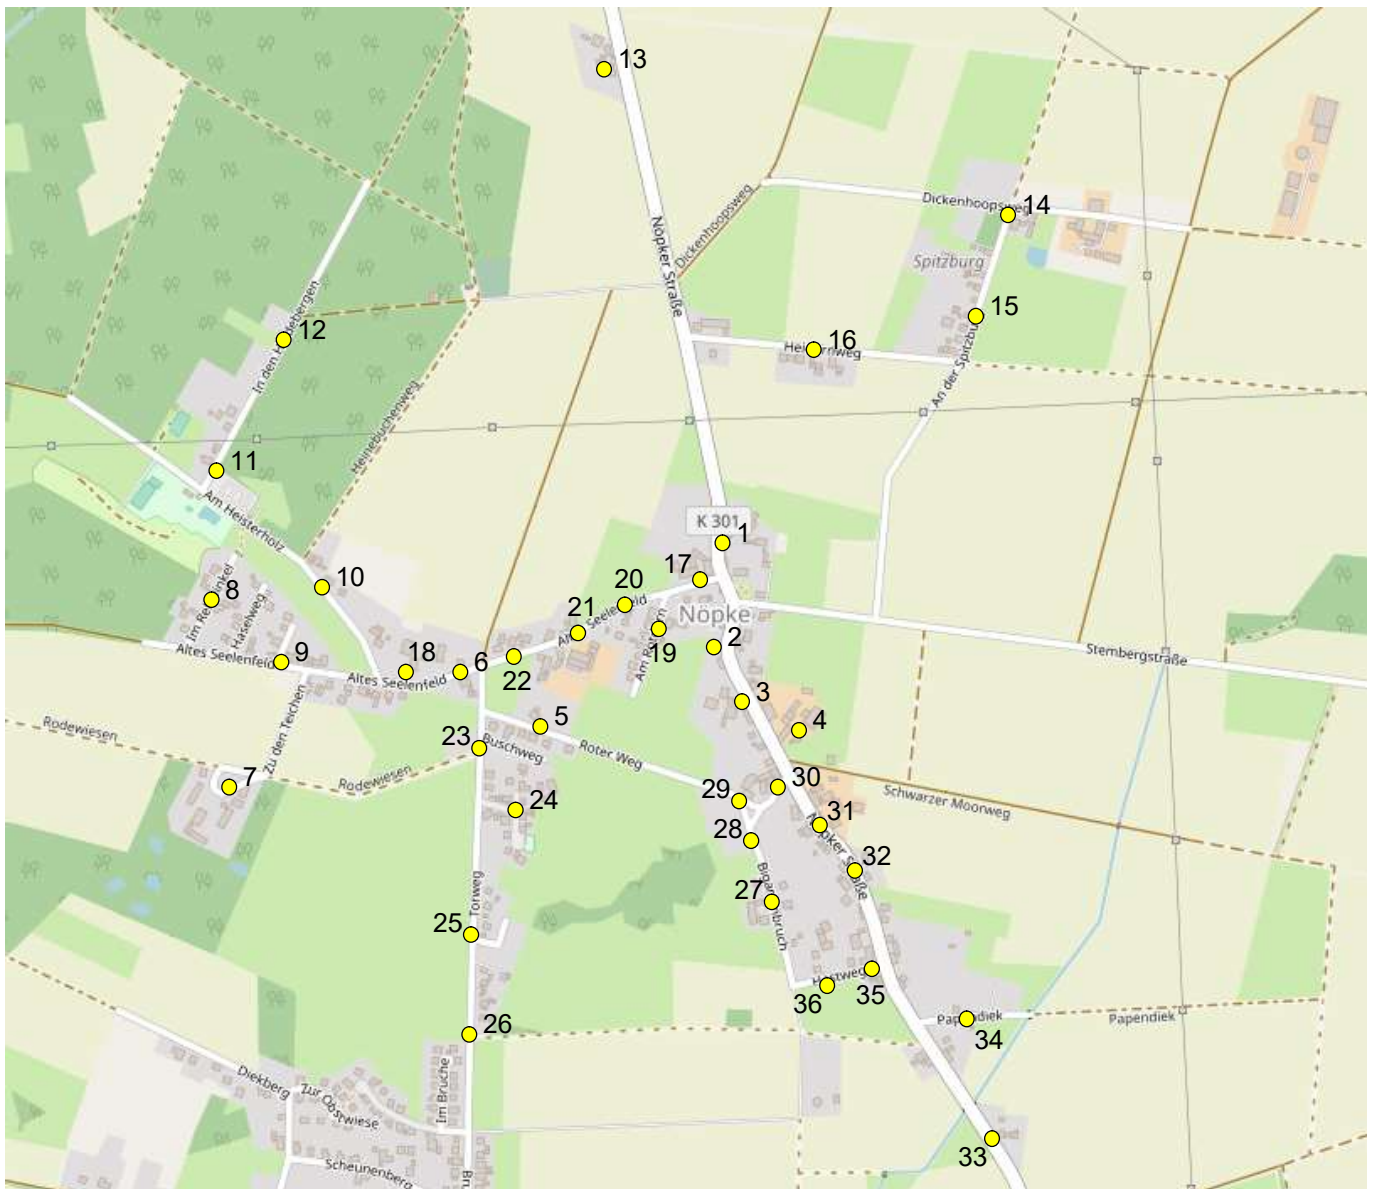 13
Dickenhoopsweg
14
Nöpker Straße
Dickenhoopsweg
Spitzburg
15
In den
bergen
12
16
An der Spitzbu
Heinebuchenweg
11
K 301
Am Heisterholz
1
17
10
20
8
Haselweg
21
Nöpke
2
19
9
Altes Seelenfeld
18
6
22
Altes Seelenfeld
Stembergstraße
3
Zu den Teichen
5
4
Rodewiesen
23
Buschweg
Roter Weg
7
Rodewiesen
30
29
Schwarzer Moorweg
24
31
28
32
27
Torweg
25
36
35
Papendiek
34
26
Diekberg
Im Bruche
Zur Obstwiese
33
Scheunenberg